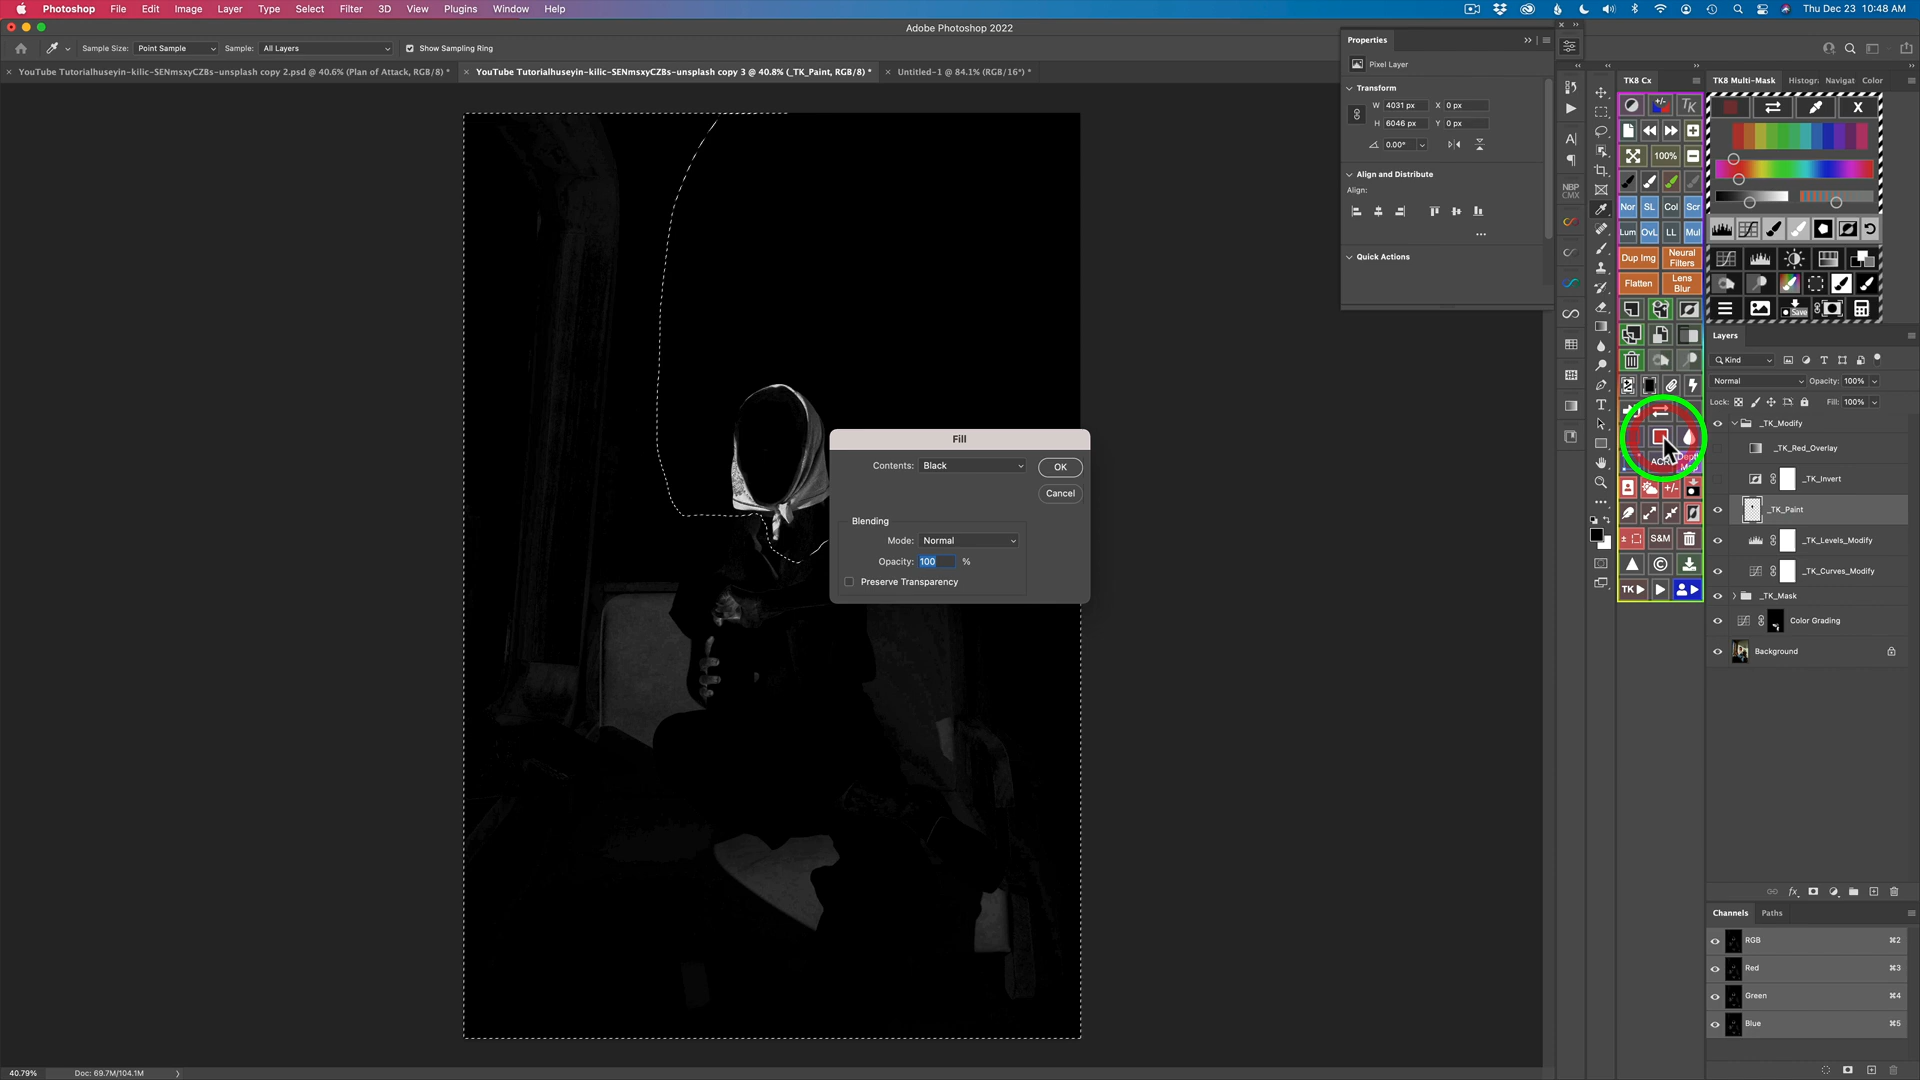 Photoshop File Edit Image Layer Type Select Filter 3D View Plugins Window Help
Thu Dec 23 10:48 AM
Adobe Photoshop 2022
Sample Size: Point Sample Sample: All Layers Show Sampling Ring
YouTube Tutorialhuseyin-kilic-SENmsxyCZBs-unsplash copy 2.psd @ 40.6% (Plan of Attack, RGB/8) *
YouTube Tutorialhuseyin-kilic-SENmsxyCZBs-unsplash copy 3 @ 40.8% (_TK_Paint, RGB/8) *
Untitled-1 @ 84.1% (RGB/16*) *
Properties
Pixel Layer
Transform
W 4031 px X 0 px
H 6046 px Y 0 px
0.00°
Align and Distribute
Align:
Quick Actions
NBP
CMX
TK8 Cx
TK
100%
Nor SL Col Scr
Lum OvL LL Mul
Dup Img Neural Filters
Flatten Lens Blur
S&M
TK
TK8 Multi-Mask Histogr Navigat Color
X
Save
Layers
Kind
Normal Opacity: 100%
Lock: Fill: 100%
_TK_Modify
_TK_Red_Overlay
_TK_Invert
_TK_Paint
_TK_Levels_Modify
_TK_Curves_Modify
_TK_Mask
Color Grading
Background
fx
Channels Paths
RGB ⌘2
Red ⌘3
Green ⌘4
Blue ⌘5
Fill
Contents: Black OK
Cancel
Blending
Mode: Normal
Opacity: 100 %
Preserve Transparency
40.79% Doc: 69.7M/104.1M